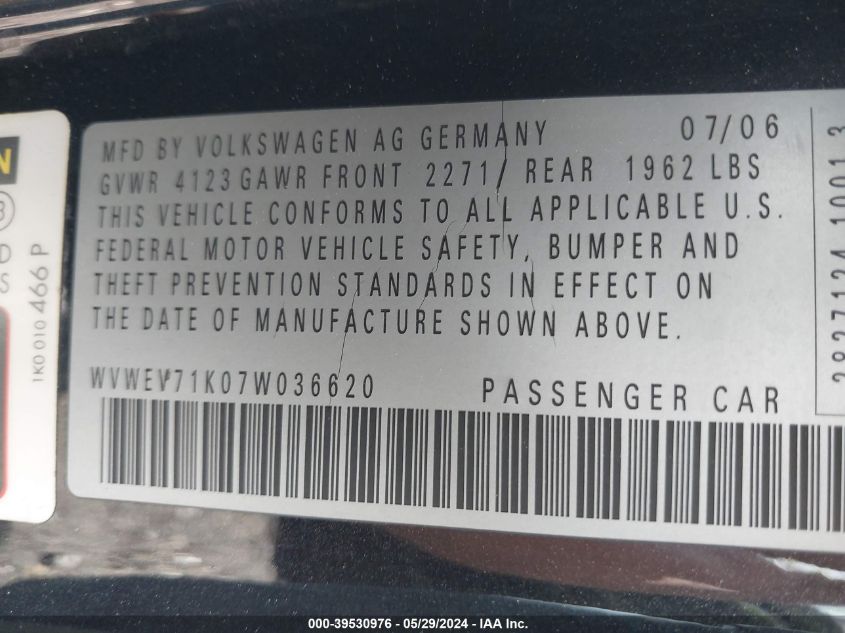 MFD BY VOLKSWAGEN AG GERMANY 07/06
GVWR 4123 GAWR FRONT 2271/ REAR 1962 LBS
THIS VEHICLE CONFORMS TO ALL APPLICABLE U.S.
FEDERAL MOTOR VEHICLE SAFETY, BUMPER AND
THEFT PREVENTION STANDARDS IN EFFECT ON
THE DATE OF MANUFACTURE SHOWN ABOVE.
WVWEV71K07W036620 PASSENGER CAR
1K0 010 466 P
000-39530976 - 05/29/2024 - IAA Inc.